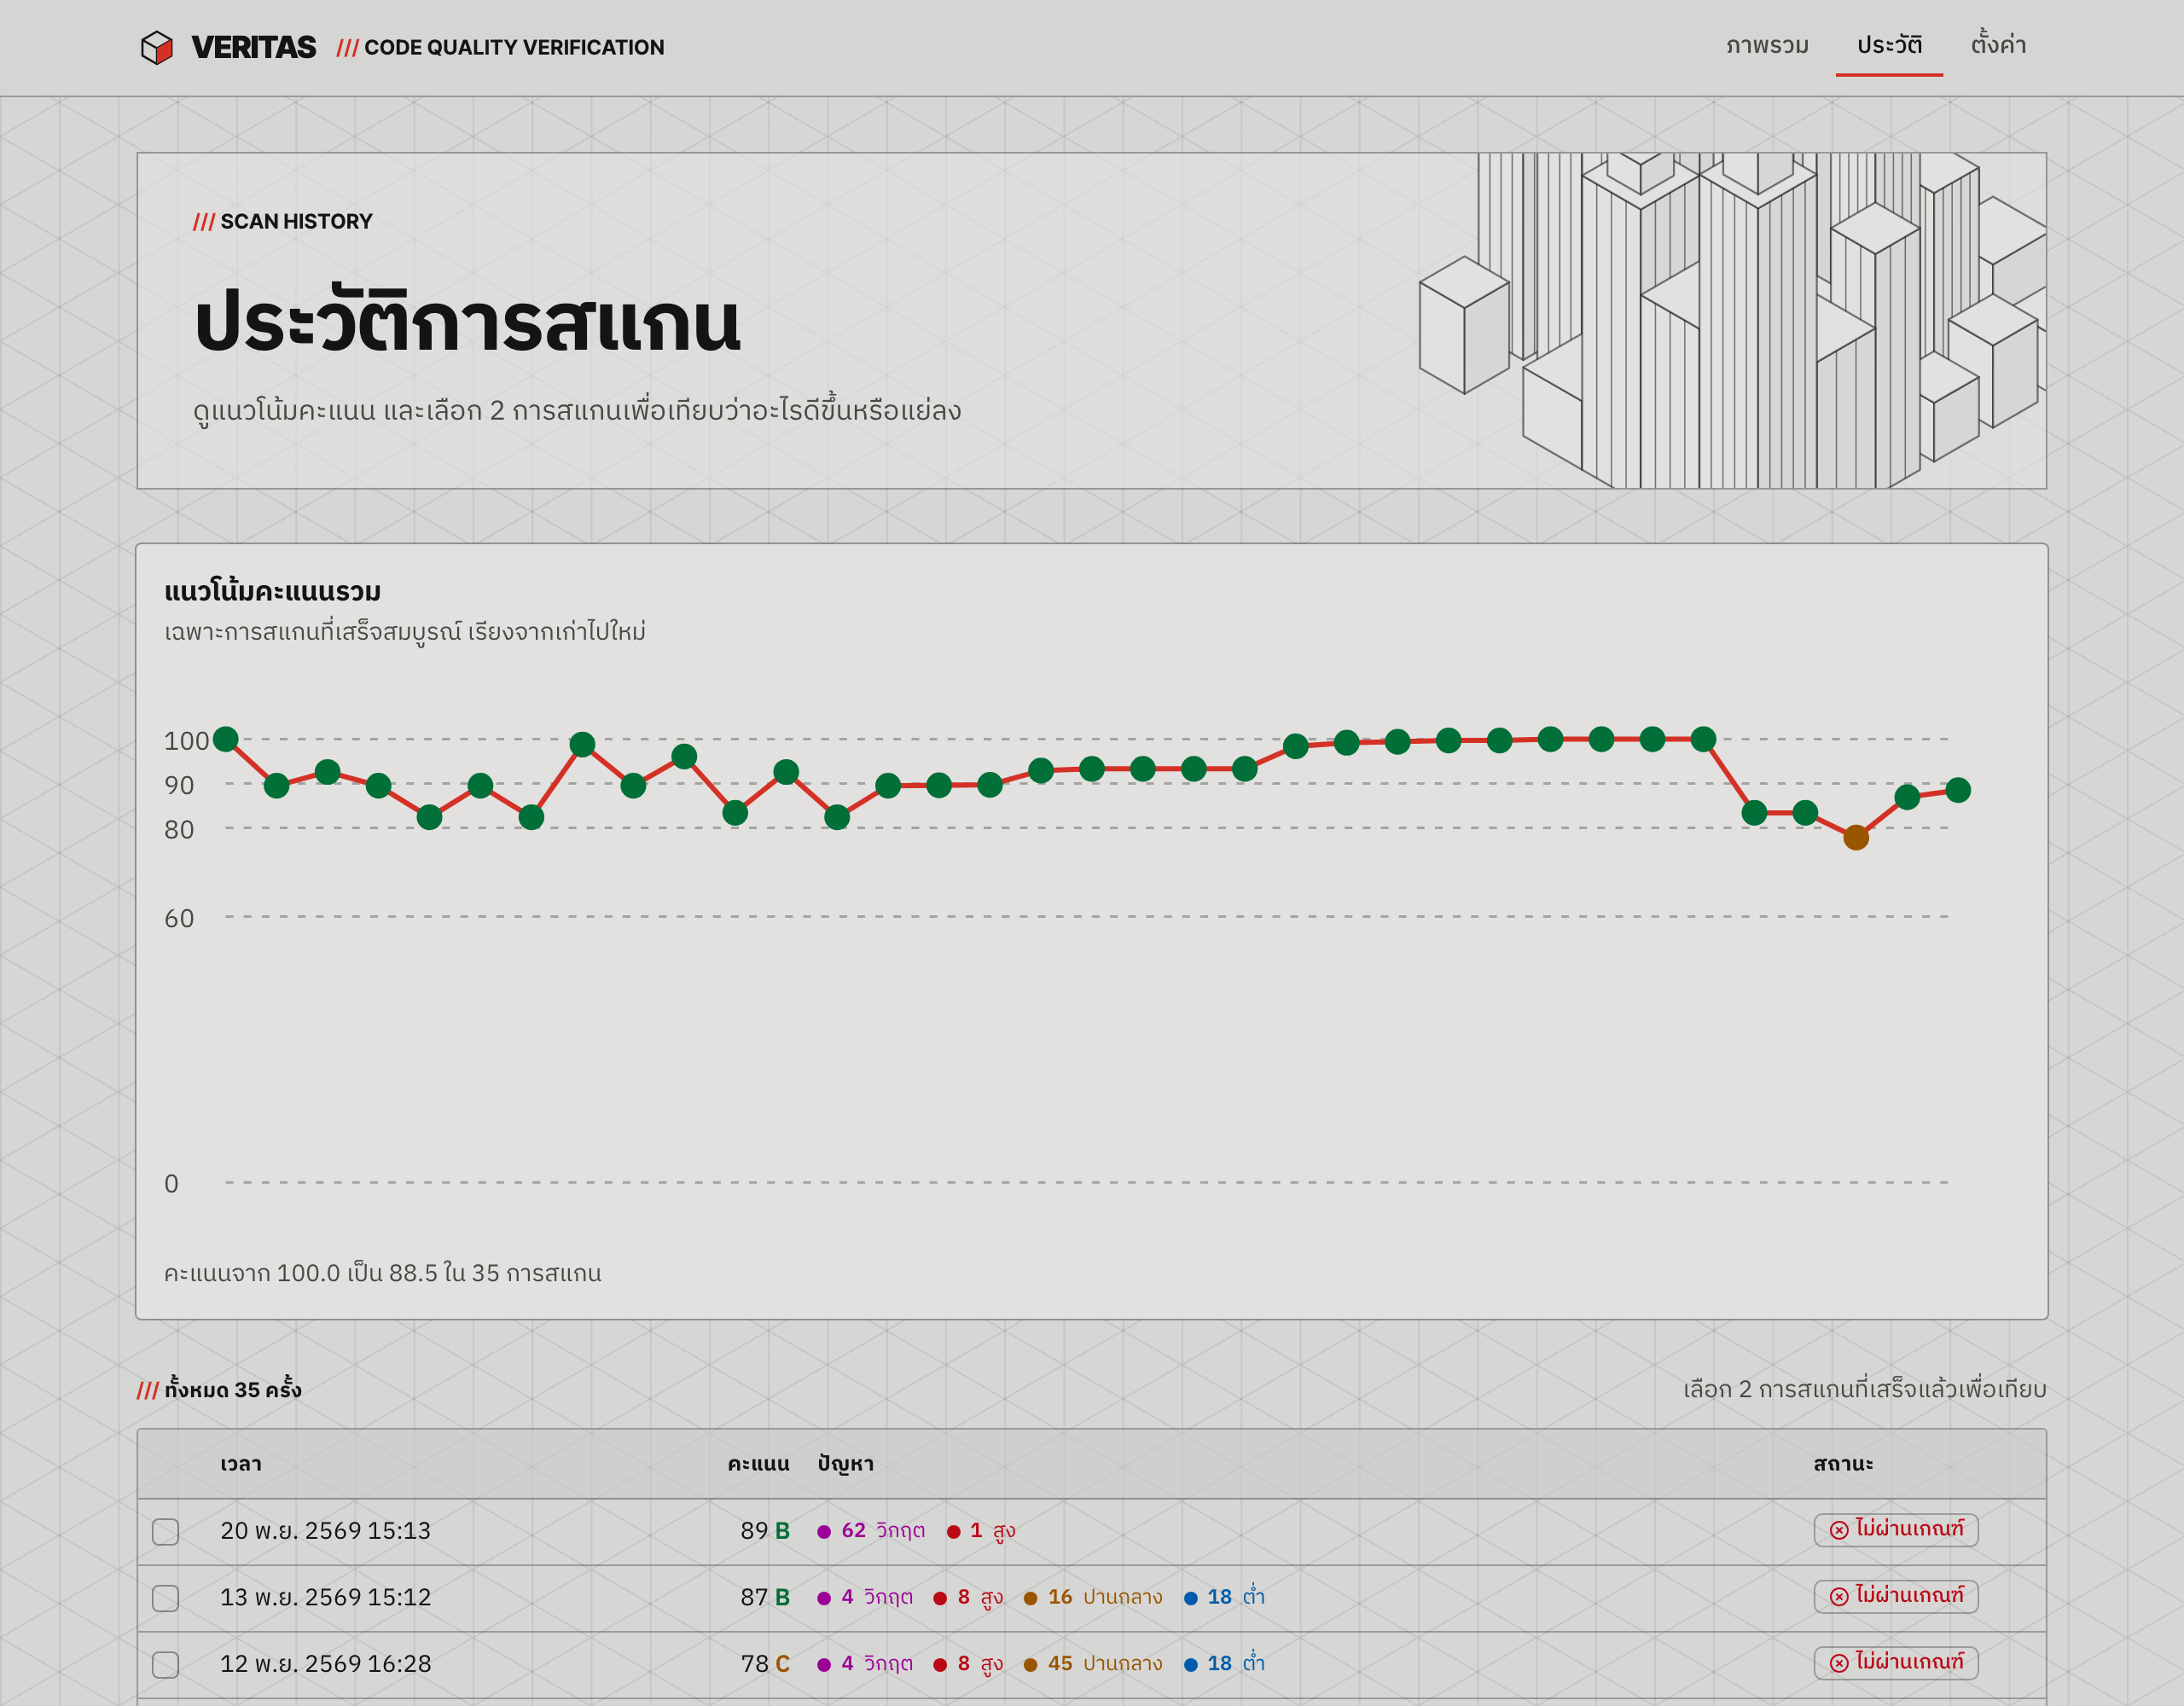 VERITAS /// CODE QUALITY VERIFICATION
ภาพรวม ประวัติ ตั้งค่า
/// SCAN HISTORY
ประวัติการสแกน
ดูแนวโน้มคะแนน และเลือก 2 การสแกนเพื่อเทียบว่าอะไรดีขึ้นหรือแย่ลง
แนวโน้มคะแนนรวม
เฉพาะการสแกนที่เสร็จสมบูรณ์ เรียงจากเก่าไปใหม่
100
90
80
60
0
คะแนนจาก 100.0 เป็น 88.5 ใน 35 การสแกน
/// ทั้งหมด 35 ครั้ง
เลือก 2 การสแกนที่เสร็จแล้วเพื่อเทียบ
เวลา คะแนน ปัญหา สถานะ
20 พ.ย. 2569 15:13 89 B 62 วิกฤต 1 สูง ไม่ผ่านเกณฑ์
13 พ.ย. 2569 15:12 87 B 4 วิกฤต 8 สูง 16 ปานกลาง 18 ต่ำ ไม่ผ่านเกณฑ์
12 พ.ย. 2569 16:28 78 C 4 วิกฤต 8 สูง 45 ปานกลาง 18 ต่ำ ไม่ผ่านเกณฑ์